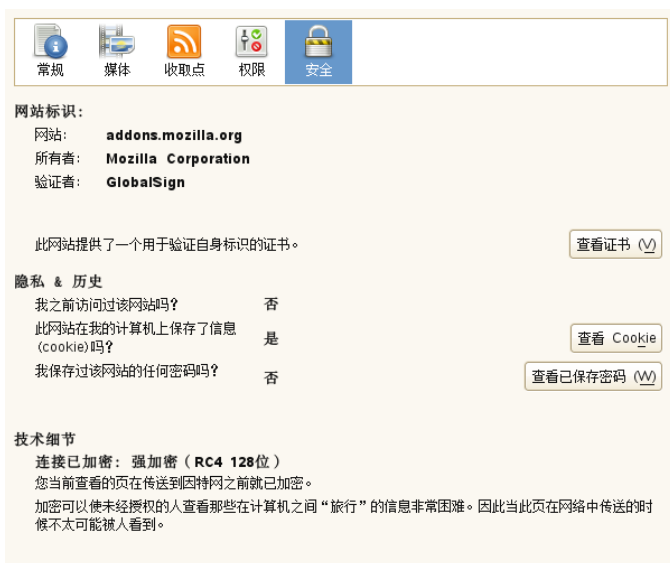 常规 媒体 收取点 权限 安全
网站标识:
网站: addons.mozilla.org
所有者: Mozilla Corporation
验证者: GlobalSign
此网站提供了一个用于验证自身标识的证书。 查看证书 (V)
隐私 & 历史
我之前访问过该网站吗? 否
此网站在我的计算机上保存了信息
(cookie)吗? 是 查看 Cookie
我保存过该网站的任何密码吗? 否 查看已保存密码 (W)
技术细节
连接已加密: 强加密（RC4 128位）
您当前查看的页在传送到因特网之前就已加密。
加密可以使未经授权的人查看那些在计算机之间“旅行”的信息非常困难。因此当此页在网络中传送的时
候不太可能被人看到。